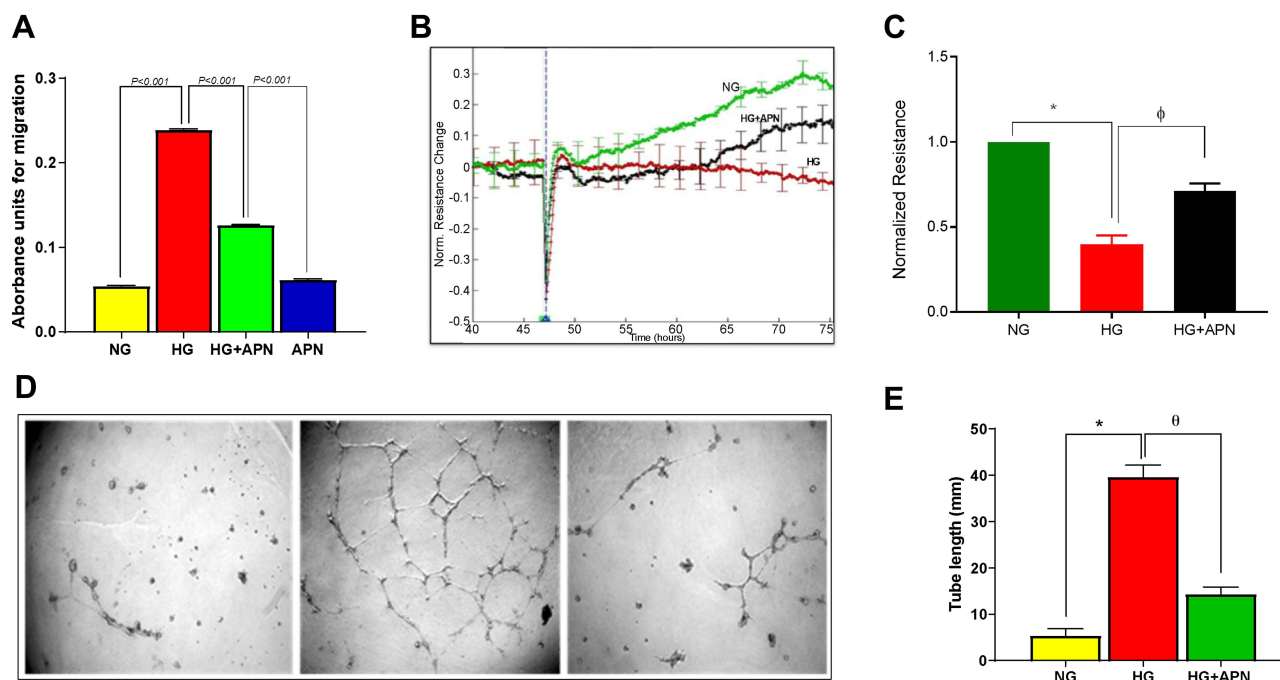 A
Aborbance units for migration
0.3
0.2
0.1
0.0
P<0.001
P<0.001
P<0.001
NG
HG
HG+APN
APN
B
Norm. Resistance Change
0.3
0.2
0.1
0
-0.1
-0.2
-0.3
-0.4
-0.5
NG
HG+APN
HG
40
45
50
55
60
65
70
75
Time (hours)
C
Normalized Resistance
1.5
1.0
0.5
0.0
*
ϕ
NG
HG
HG+APN
D
E
Tube length (mm)
50
40
30
20
10
0
*
θ
NG
HG
HG+APN